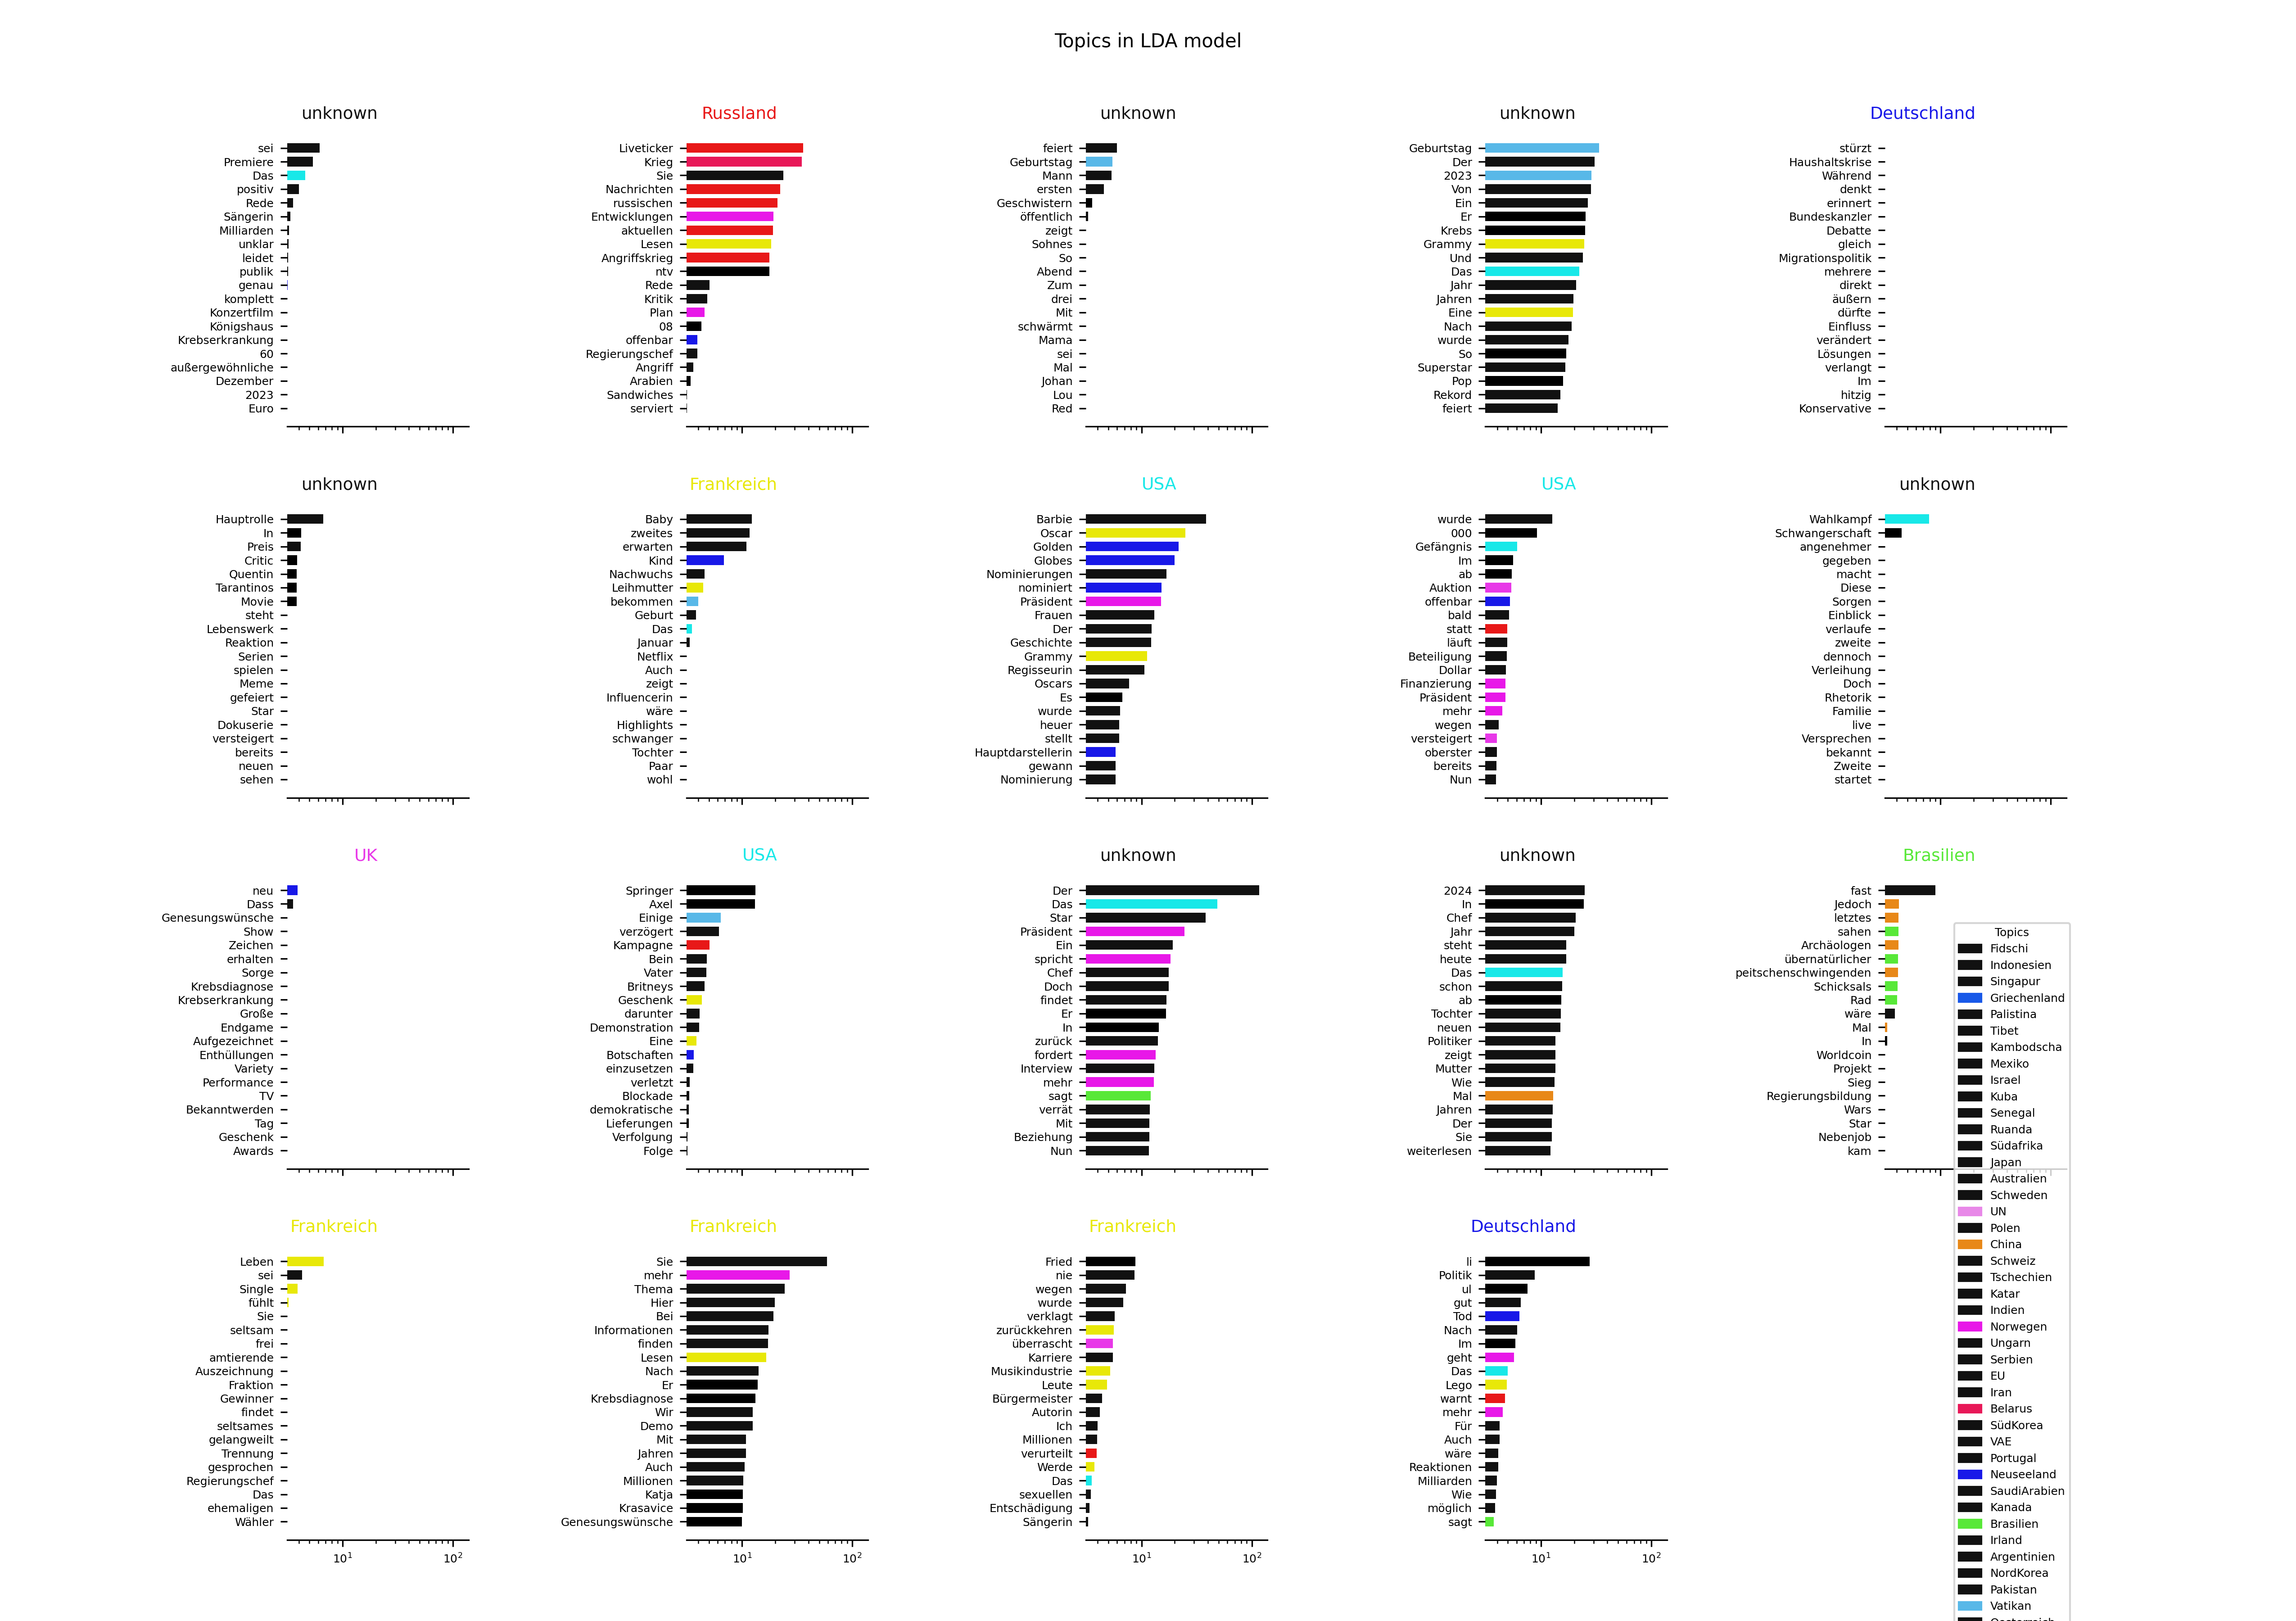 Topics in LDA model
unknown
sei
Premiere
Das
positiv
Rede
Sängerin
Milliarden
unklar
leidet
publik
genau
komplett
Konzertfilm
Königshaus
Krebserkrankung
60
außergewöhnliche
Dezember
2023
Euro
Russland
Liveticker
Krieg
Sie
Nachrichten
russischen
Entwicklungen
aktuellen
Lesen
Angriffskrieg
ntv
Rede
Kritik
Plan
08
offenbar
Regierungschef
Angriff
Arabien
Sandwiches
serviert
unknown
feiert
Geburtstag
Mann
ersten
Geschwistern
öffentlich
zeigt
Sohnes
So
Abend
Zum
drei
Mit
schwärmt
Mama
sei
Mal
Johan
Lou
Red
unknown
Geburtstag
Der
2023
Von
Ein
Er
Krebs
Grammy
Und
Das
Jahr
Jahren
Eine
Nach
wurde
So
Superstar
Pop
Rekord
feiert
Deutschland
stürzt
Haushaltskrise
Während
denkt
erinnert
Bundeskanzler
Debatte
gleich
Migrationspolitik
mehrere
direkt
äußern
dürfte
Einfluss
verändert
Lösungen
verlangt
Im
hitzig
Konservative
unknown
Hauptrolle
In
Preis
Critic
Quentin
Tarantinos
Movie
steht
Lebenswerk
Reaktion
Serien
spielen
Meme
gefeiert
Star
Dokuserie
versteigert
bereits
neuen
sehen
Frankreich
Baby
zweites
erwarten
Kind
Nachwuchs
Leihmutter
bekommen
Geburt
Das
Januar
Netflix
Auch
zeigt
Influencerin
wäre
Highlights
schwanger
Tochter
Paar
wohl
USA
Barbie
Oscar
Golden
Globes
Nominierungen
nominiert
Präsident
Frauen
Der
Geschichte
Grammy
Regisseurin
Oscars
Es
wurde
heuer
stellt
Hauptdarstellerin
gewann
Nominierung
USA
wurde
000
Gefängnis
Im
ab
Auktion
offenbar
bald
statt
läuft
Beteiligung
Dollar
Finanzierung
Präsident
mehr
wegen
versteigert
oberster
bereits
Nun
unknown
Wahlkampf
Schwangerschaft
angenehmer
gegeben
macht
Diese
Sorgen
Einblick
verlaufe
zweite
dennoch
Verleihung
Doch
Rhetorik
Familie
live
Versprechen
bekannt
Zweite
startet
UK
neu
Dass
Genesungswünsche
Show
Zeichen
erhalten
Sorge
Krebsdiagnose
Krebserkrankung
Große
Endgame
Aufgezeichnet
Enthüllungen
Variety
Performance
TV
Bekanntwerden
Tag
Geschenk
Awards
USA
Springer
Axel
Einige
verzögert
Kampagne
Bein
Vater
Britneys
Geschenk
darunter
Demonstration
Eine
Botschaften
einzusetzen
verletzt
Blockade
demokratische
Lieferungen
Verfolgung
Folge
unknown
Der
Das
Star
Präsident
Ein
spricht
Chef
Doch
findet
Er
In
zurück
fordert
Interview
mehr
sagt
verrät
Mit
Beziehung
Nun
unknown
2024
In
Chef
Jahr
steht
heute
Das
schon
ab
Tochter
neuen
Politiker
zeigt
Mutter
Wie
Mal
Jahren
Der
Sie
weiterlesen
Brasilien
fast
Jedoch
letztes
sahen
Archäologen
übernatürlicher
peitschenschwingenden
Schicksals
Rad
wäre
Mal
In
Worldcoin
Projekt
Sieg
Regierungsbildung
Wars
Star
Nebenjob
kam
Frankreich
Leben
sei
Single
fühlt
Sie
seltsam
frei
amtierende
Auszeichnung
Fraktion
Gewinner
findet
seltsames
gelangweilt
Trennung
gesprochen
Regierungschef
Das
ehemaligen
Wähler
10¹ 10²
Frankreich
Sie
mehr
Thema
Hier
Bei
Informationen
finden
Lesen
Nach
Er
Krebsdiagnose
Wir
Demo
Mit
Jahren
Auch
Millionen
Katja
Krasavice
Genesungswünsche
10¹ 10²
Frankreich
Fried
nie
wegen
wurde
verklagt
zurückkehren
überrascht
Karriere
Musikindustrie
Leute
Bürgermeister
Autorin
Ich
Millionen
verurteilt
Werde
Das
sexuellen
Entschädigung
Sängerin
10¹ 10²
Deutschland
li
Politik
ul
gut
Tod
Nach
Im
geht
Das
Lego
warnt
mehr
Für
Auch
wäre
Reaktionen
Milliarden
Wie
möglich
sagt
10¹ 10²
Topics
Fidschi
Indonesien
Singapur
Griechenland
Palistina
Tibet
Kambodscha
Mexiko
Israel
Kuba
Senegal
Ruanda
Südafrika
Japan
Australien
Schweden
UN
Polen
China
Schweiz
Tschechien
Katar
Indien
Norwegen
Ungarn
Serbien
EU
Iran
Belarus
SüdKorea
VAE
Portugal
Neuseeland
SaudiArabien
Kanada
Brasilien
Irland
Argentinien
NordKorea
Pakistan
Vatikan